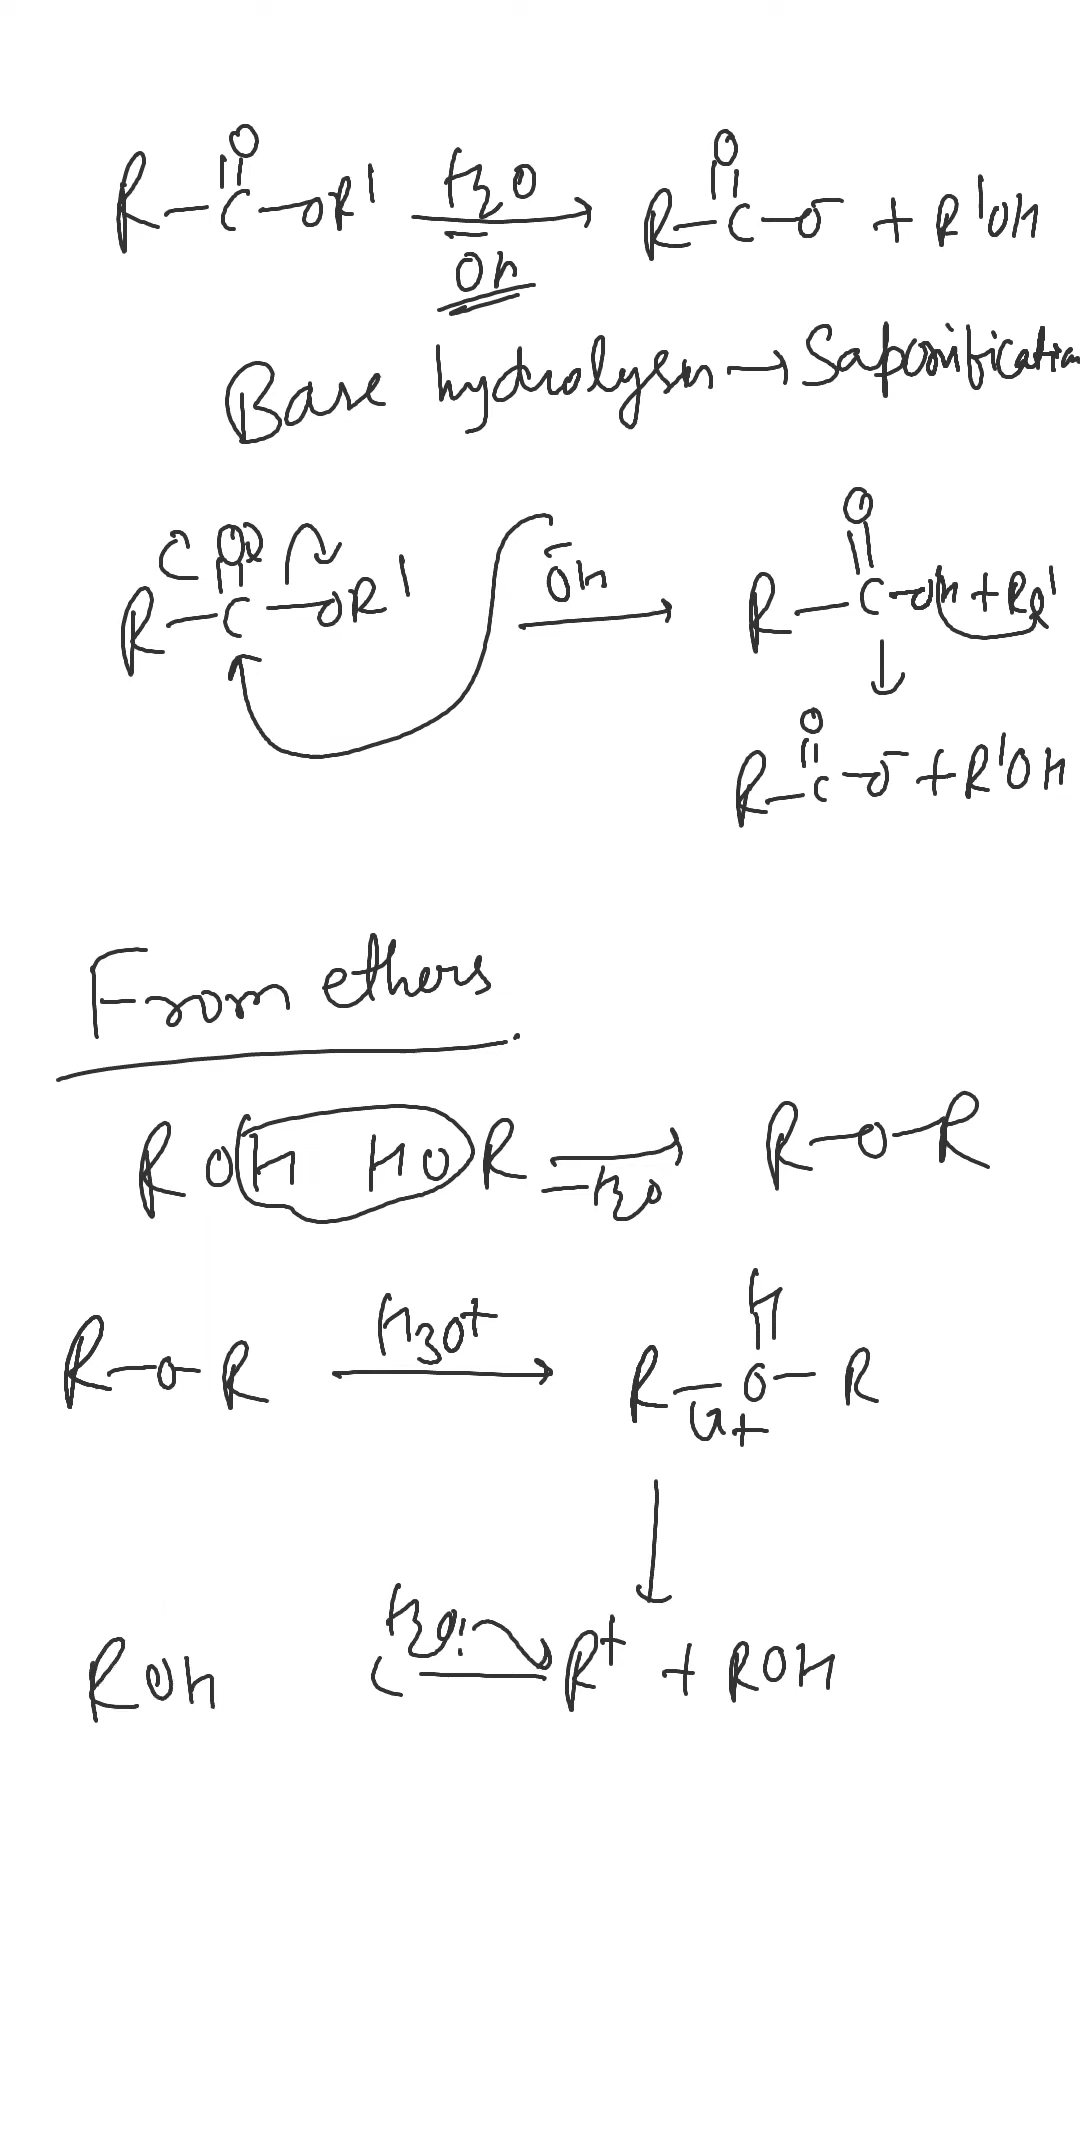 R-C(=O)-OR' H2O → R-C(=O)-O⁻ + R'OH
⁻OH
Base hydrolysis → Saponification
R-C(=O)-OR' ⁻OH → R-C(=O)-OH +
↓
R-C(=O)-O⁻ + R'OH
From ethers
ROH HOR → R-O-R
-H2O
R-O-R H3O+ → R-O(H)-R
+
↓
ROH ← H2O: R+ + ROH